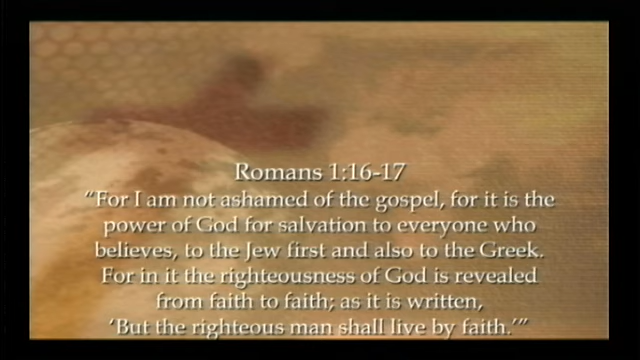 Romans 1:16-17
“For I am not ashamed of the gospel, for it is the
power of God for salvation to everyone who
believes, to the Jew first and also to the Greek.
For in it the righteousness of God is revealed
from faith to faith; as it is written,
‘But the righteous man shall live by faith.’”